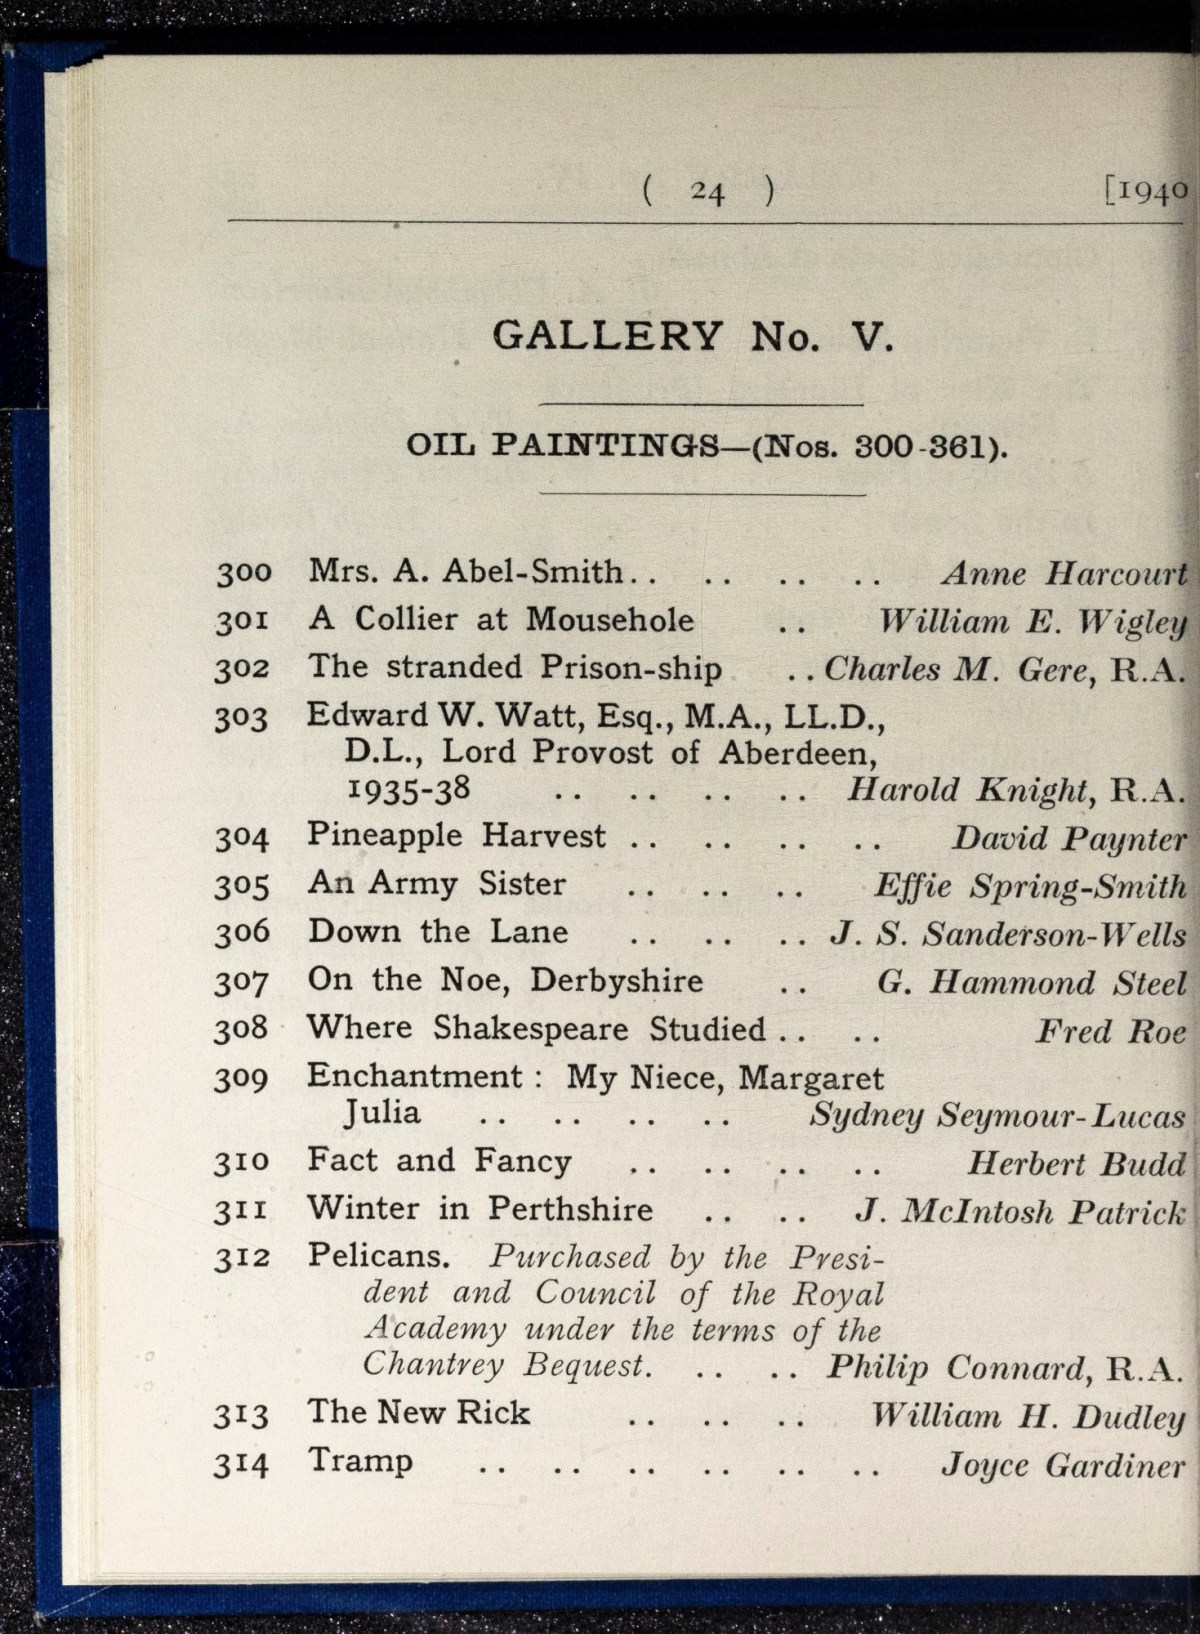 ( 24 ) [1940
GALLERY No. V.
OIL PAINTINGS—(Nos. 300-361).
300 Mrs. A. Abel-Smith.. .. .. .. Anne Harcourt
301 A Collier at Mousehole .. William E. Wigley
302 The stranded Prison-ship .. Charles M. Gere, R.A.
303 Edward W. Watt, Esq., M.A., LL.D.,
D.L., Lord Provost of Aberdeen,
1935-38 .. .. .. .. Harold Knight, R.A.
304 Pineapple Harvest .. .. .. .. David Paynter
305 An Army Sister .. .. .. Effie Spring-Smith
306 Down the Lane .. .. .. J. S. Sanderson-Wells
307 On the Noe, Derbyshire .. G. Hammond Steel
308 Where Shakespeare Studied .. .. Fred Roe
309 Enchantment : My Niece, Margaret
Julia .. .. .. .. Sydney Seymour-Lucas
310 Fact and Fancy .. .. .. .. Herbert Budd
311 Winter in Perthshire .. .. J. McIntosh Patrick
312 Pelicans. Purchased by the Presi-
dent and Council of the Royal
Academy under the terms of the
Chantrey Bequest. .. .. Philip Connard, R.A.
313 The New Rick .. .. .. William H. Dudley
314 Tramp .. .. .. .. .. .. Joyce Gardiner